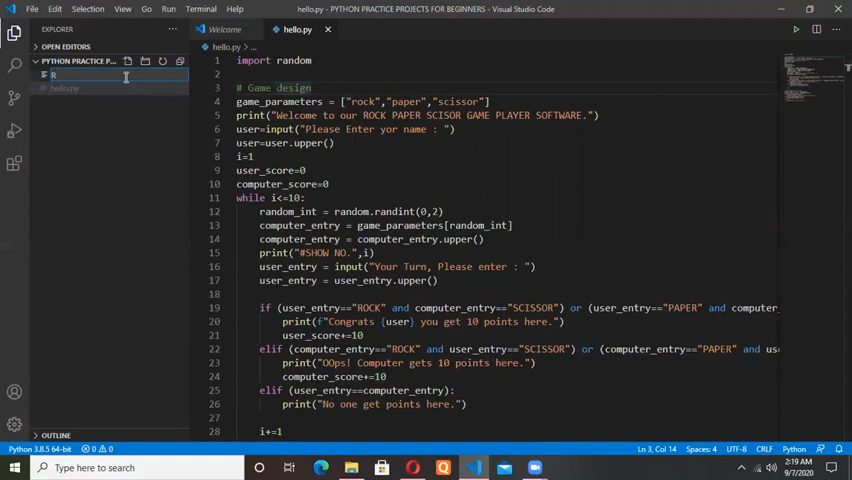 File Edit Selection View Go Run Terminal Help hello.py - PYTHON PRACTICE PROJECTS FOR BEGINNERS - Visual Studio Code
EXPLORER
Welcome
hello.py
OPEN EDITORS
hello.py > ...
PYTHON PRACTICE P...
R
hello.py
1 import random
2
3 # Game design
4 game_parameters = ["rock","paper","scissor"]
5 print("Welcome to our ROCK PAPER SCISOR GAME PLAYER SOFTWARE.")
6 user=input("Please Enter yor name : ")
7 user=user.upper()
8 i=1
9 user_score=0
10 computer_score=0
11 while i<=10:
12 random_int = random.randint(0,2)
13 computer_entry = game_parameters[random_int]
14 computer_entry = computer_entry.upper()
15 print("#SHOW NO.",i)
16 user_entry = input("Your Turn, Please enter : ")
17 user_entry = user_entry.upper()
18
19 if (user_entry=="ROCK" and computer_entry=="SCISSOR") or (user_entry=="PAPER" and comput
20 print(f"Congrats {user} you get 10 points here.")
21 user_score+=10
22 elif (computer_entry=="ROCK" and user_entry=="SCISSOR") or (computer_entry=="PAPER" and use
23 print("OOps! Computer gets 10 points here.")
24 computer_score+=10
25 elif (user_entry==computer_entry):
26 print("No one get points here.")
27
28 i+=1
OUTLINE
Python 3.8.5 64-bit 0 0 Ln 3, Col 14 Spaces: 4 UTF-8 CRLF Python
Type here to search
2:19 AM
9/7/2020